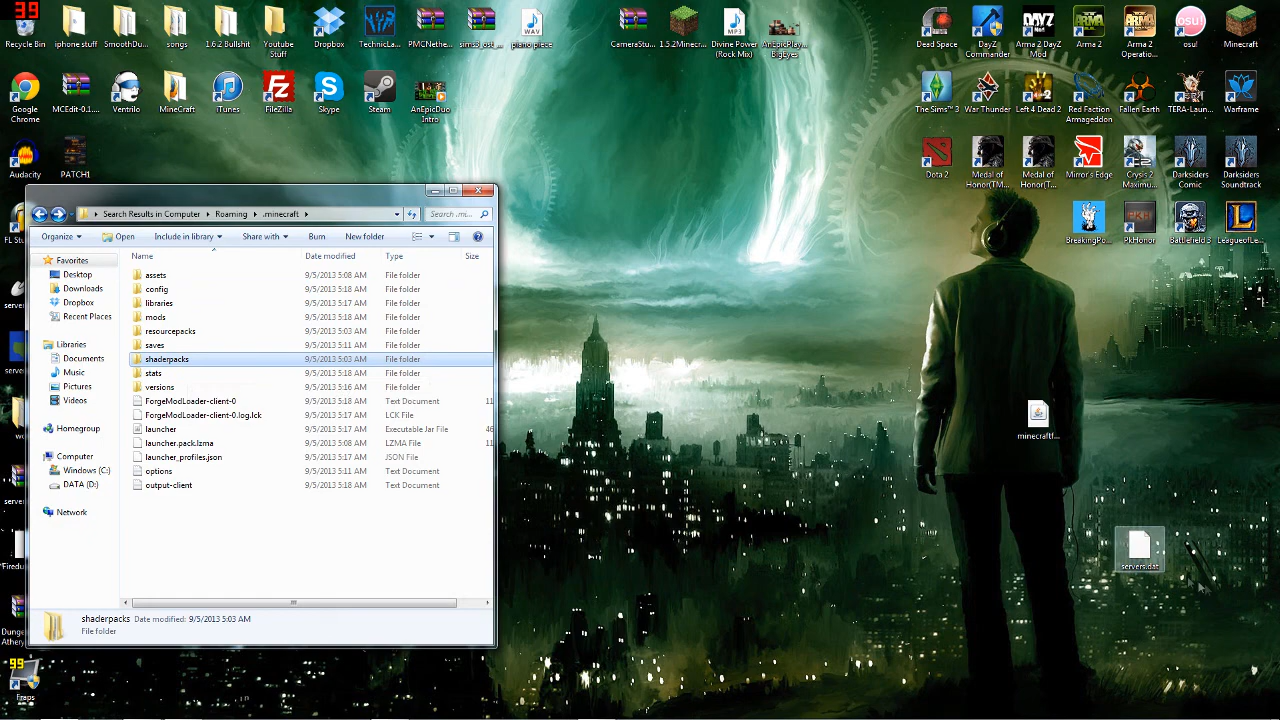 39
Recycle Bin
iphone stuff
SmoothDu...
songs
1.6.2 Bullshit
Youtube
Stuff
Dropbox
TechnicLa...
PMCNethe...
sims3_ost_...
WAV
piano piece
CameraStu...
1.5.2Minecr...
MP3
Divine Power
(Rock Mix)
AnEpicPlay...
BigEyes
Dead Space
DayZ
Commander
Arma 2 DayZ
Mod
Arma 2
Arma 2
Operatio...
osu!
Minecraft
Google
Chrome
MCEdit-0.1....
Ventrilo
MineCraft
iTunes
FileZilla
Skype
Steam
AnEpicDuo
Intro
The Sims™ 3
War Thunder
Left 4 Dead 2
Red Faction
Armageddon
Fallen Earth
TERA-Laun...
Warframe
Audacity
PATCH1
Dota 2
Medal of
Honor(TM...
Medal of
Honor(T...
Mirror's Edge
Crysis 2
Maximu...
Darksiders
Comic
Darksiders
Soundtrack
BreakingPo...
PkHonor
Battlefield 3
LeagueofLe...
Search Results in Computer
Roaming
.minecraft
Search .mi...
Organize
Open
Include in library
Share with
Burn
New folder
Name
Date modified
Type
Size
Favorites
Desktop
Downloads
Dropbox
Recent Places
Libraries
Documents
Music
Pictures
Videos
Homegroup
Computer
Windows (C:)
DATA (D:)
Network
assets 9/5/2013 5:08 AM File folder
config 9/5/2013 5:18 AM File folder
libraries 9/5/2013 5:17 AM File folder
mods 9/5/2013 5:18 AM File folder
resourcepacks 9/5/2013 5:03 AM File folder
saves 9/5/2013 5:11 AM File folder
shaderpacks 9/5/2013 5:03 AM File folder
stats 9/5/2013 5:18 AM File folder
versions 9/5/2013 5:16 AM File folder
ForgeModLoader-client-0 9/5/2013 5:18 AM Text Document 11
ForgeModLoader-client-0.log.lck 9/5/2013 5:17 AM LCK File
launcher 9/5/2013 5:17 AM Executable Jar File 46
launcher.pack.lzma 9/5/2013 5:08 AM LZMA File 11
launcher_profiles.json 9/5/2013 5:17 AM JSON File
options 9/5/2013 5:11 AM Text Document
output-client 9/5/2013 5:18 AM Text Document
shaderpacks Date modified: 9/5/2013 5:03 AM
File folder
minecraftf...
servers.dat
99
Fraps